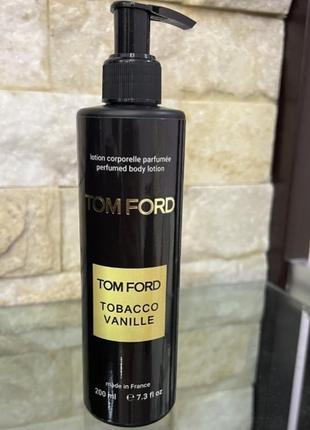 lotion corporelle parfumée
perfumed body lotion
TOM FORD
TOM FORD
TOBACCO
VANILLE
made in France
200 ml ℮ 7.3 fl oz